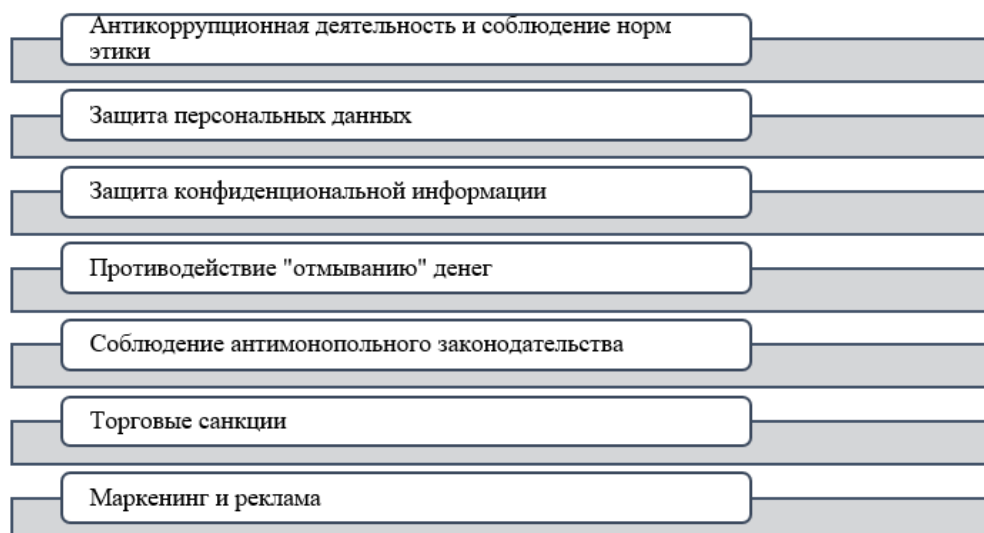 Антикоррупционная деятельность и соблюдение норм
этики
Защита персональных данных
Защита конфиденциональной информации
Противодействие "отмыванию" денег
Соблюдение антимонопольного законодательства
Торговые санкции
Маркенинг и реклама